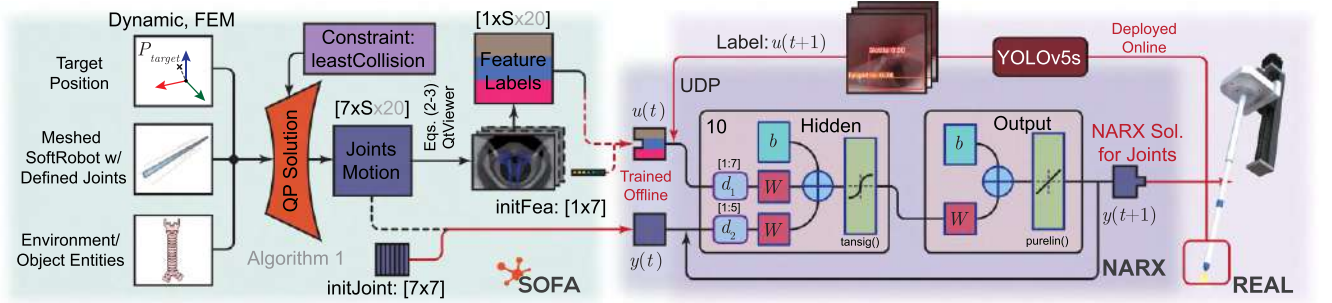 Dynamic, FEM
Target
Position
P_target
Meshed
SoftRobot w/
Defined Joints
Environment/
Object Entities
Constraint:
leastCollision
QP Solution
Algorithm 1
[7xSx20]
Joints
Motion
initJoint: [7x7]
Eqs. (2-3)
QtViewer
[1xSx20]
Feature
Labels
initFea: [1x7]
SOFA
Label: u(t+1)
UDP
u(t)
Trained
Offline
y(t)
10
Hidden
b
[1:7]
d1
W
[1:5]
d2
W
tansig()
Output
b
W
purelin()
NARX
YOLOv5s
Deployed
Online
NARX Sol.
for Joints
y(t+1)
REAL